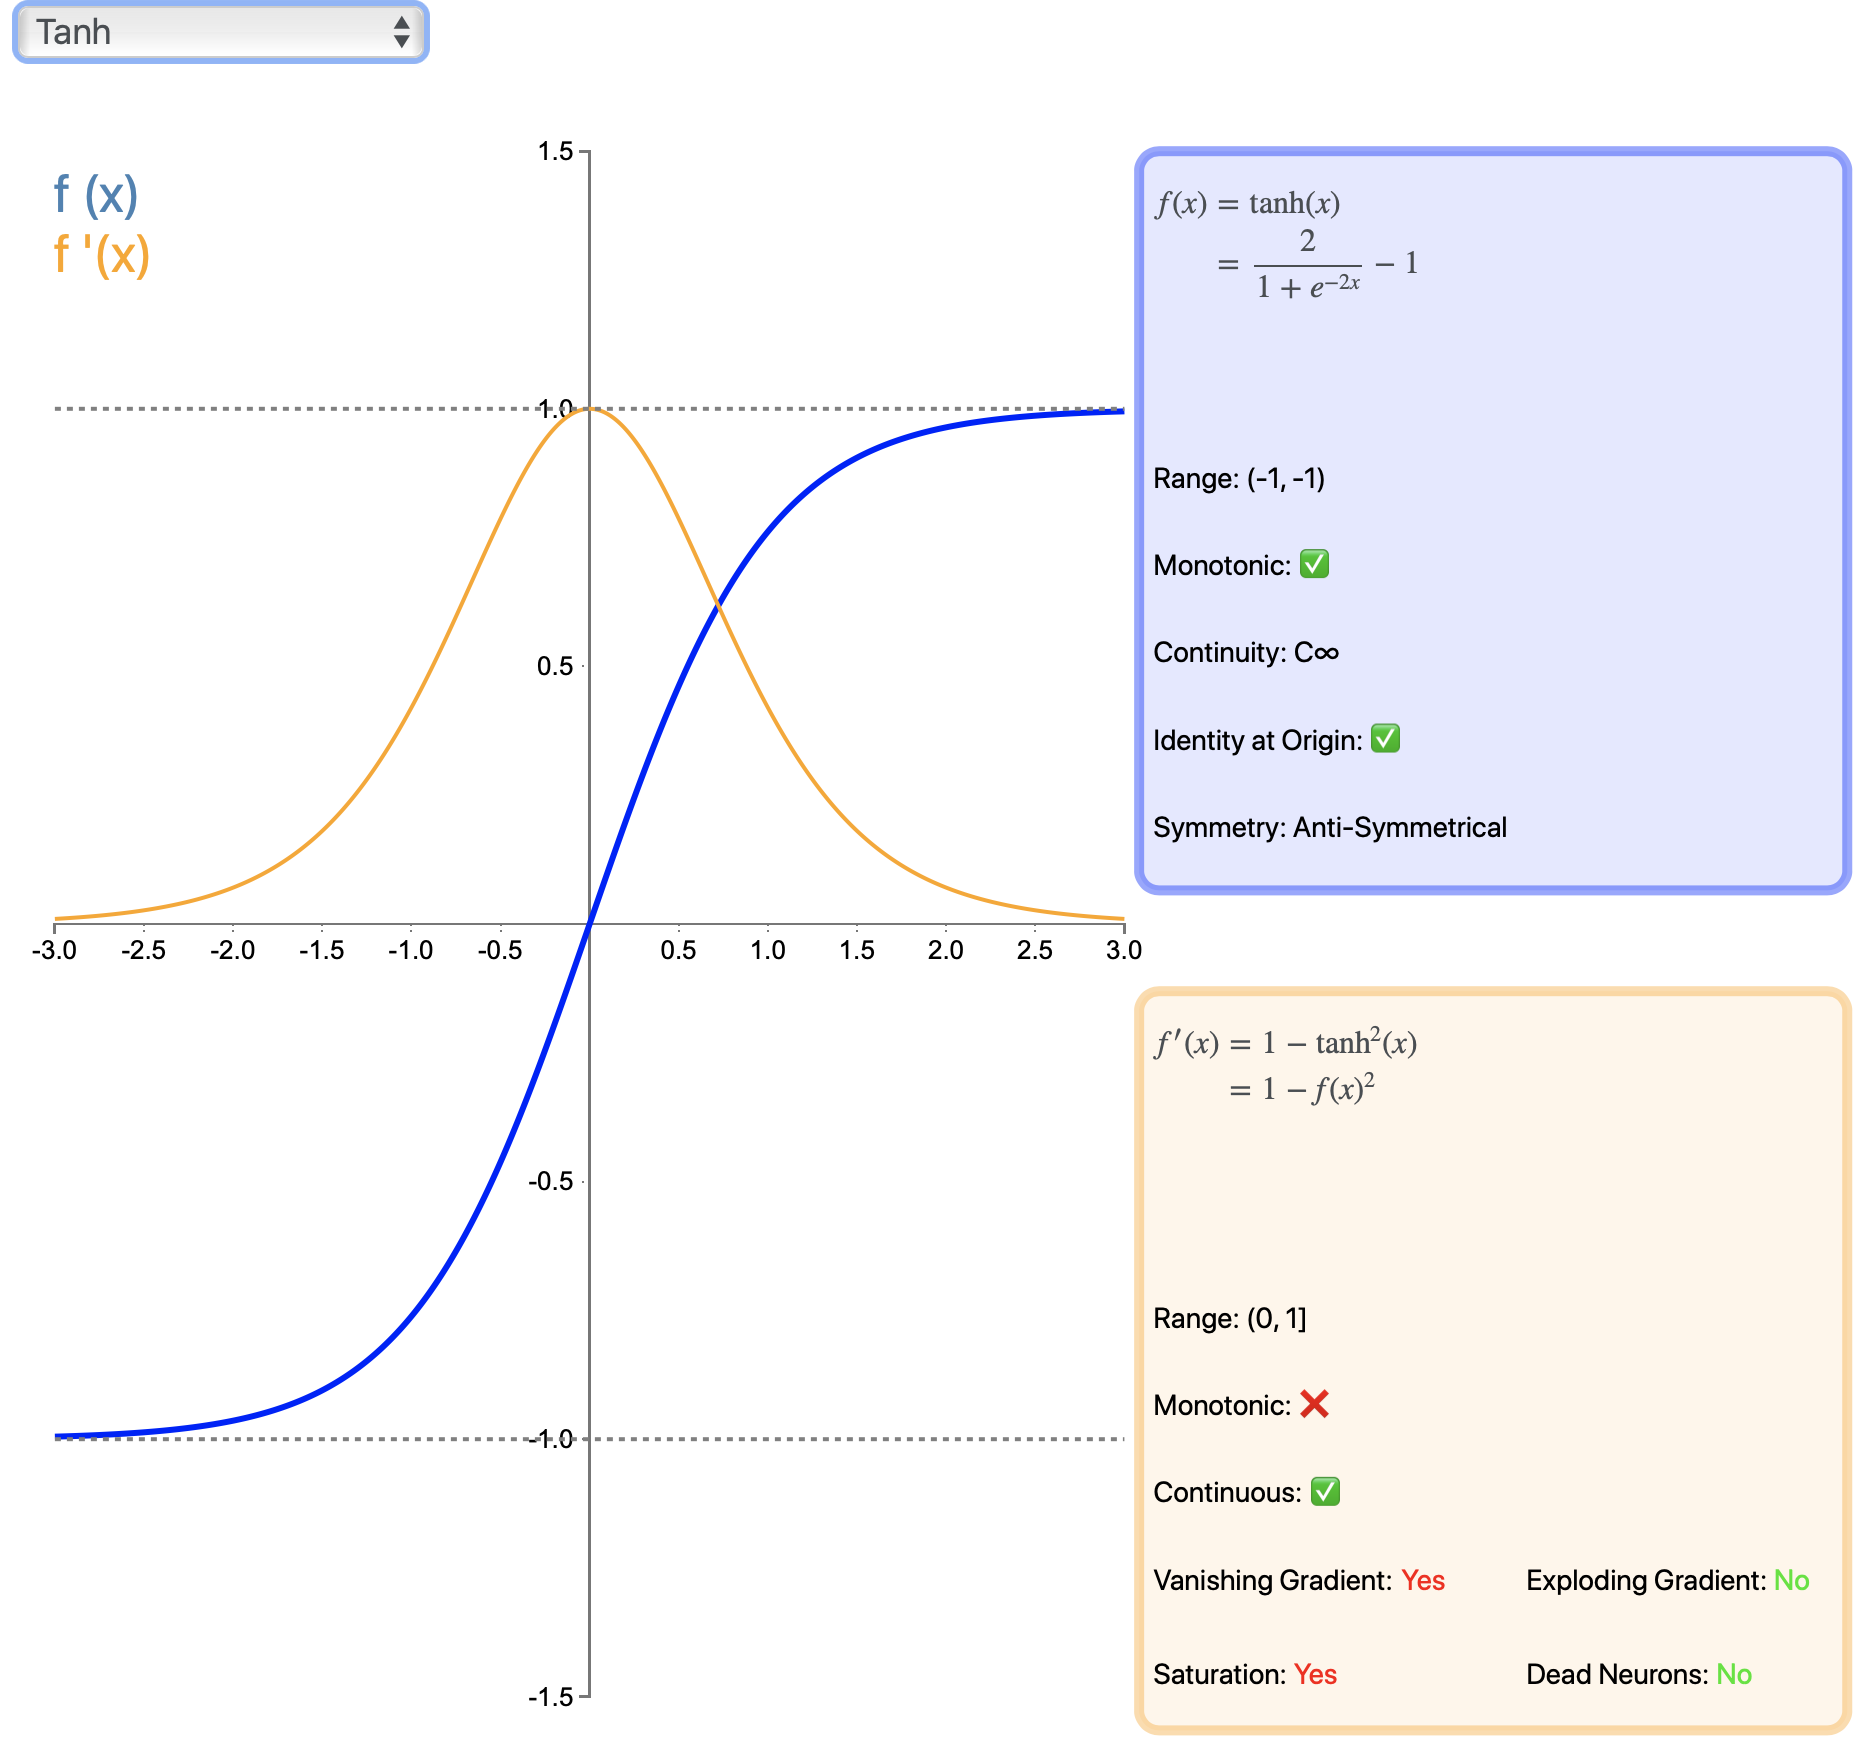 Tanh
f (x)
f '(x)
1.5
1.0
0.5
-0.5
-1.0
-1.5
-3.0 -2.5 -2.0 -1.5 -1.0 -0.5 0.5 1.0 1.5 2.0 2.5 3.0
f(x) = tanh(x)
= 2 / (1 + e⁻²ˣ) − 1
Range: (-1, -1)
Monotonic: ✅
Continuity: C∞
Identity at Origin: ✅
Symmetry: Anti-Symmetrical
f′(x) = 1 − tanh²(x)
= 1 − f(x)²
Range: (0, 1]
Monotonic: ❌
Continuous: ✅
Vanishing Gradient: Yes Exploding Gradient: No
Saturation: Yes Dead Neurons: No